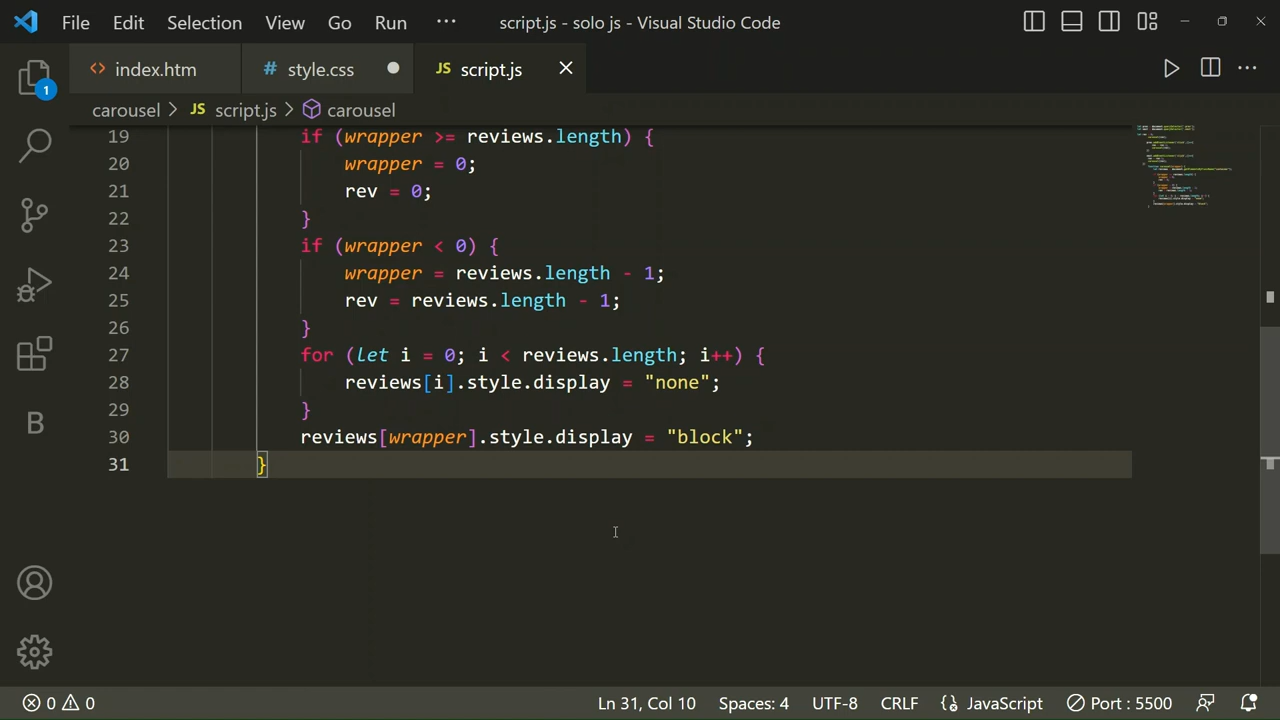 File Edit Selection View Go Run ··· script.js - solo js - Visual Studio Code
<> index.htm # style.css JS script.js
carousel > JS script.js > carousel
1
19 if (wrapper >= reviews.length) {
20 wrapper = 0;
21 rev = 0;
22 }
23 if (wrapper < 0) {
24 wrapper = reviews.length - 1;
25 rev = reviews.length - 1;
26 }
27 for (let i = 0; i < reviews.length; i++) {
28 reviews[i].style.display = "none";
29 }
30 reviews[wrapper].style.display = "block";
31 }
B
0 0 Ln 31, Col 10 Spaces: 4 UTF-8 CRLF {} JavaScript Port : 5500